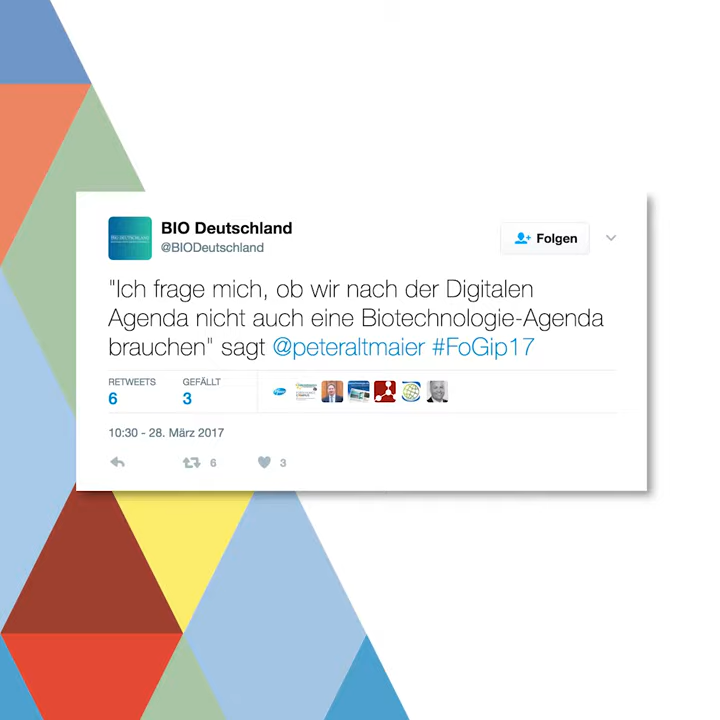 BIO Deutschland
@BIODeutschland
Folgen
"Ich frage mich, ob wir nach der Digitalen
Agenda nicht auch eine Biotechnologie-Agenda
brauchen" sagt @peteraltmaier #FoGip17
RETWEETS GEFÄLLT
6 3
10:30 - 28. März 2017
6 3